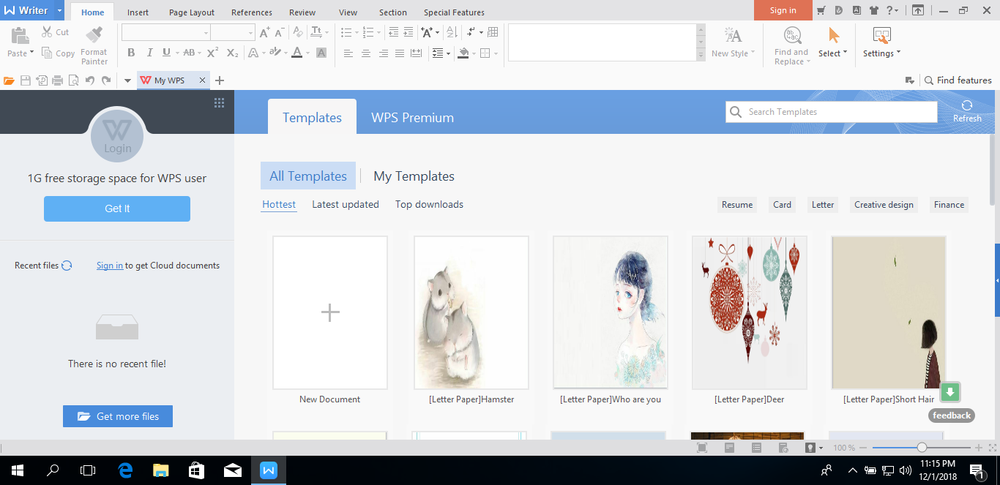 Writer
Home Insert Page Layout References Review View Section Special Features
Sign in
Paste Cut Copy Format Painter
B I U AB X² X₂ A A A
New Style Find and Replace Select Settings
My WPS
Find features
Templates WPS Premium
Search Templates
Refresh
Login
1G free storage space for WPS user
Get It
Recent files Sign in to get Cloud documents
There is no recent file!
Get more files
All Templates My Templates
Hottest Latest updated Top downloads
Resume Card Letter Creative design Finance
New Document [Letter Paper]Hamster [Letter Paper]Who are you [Letter Paper]Deer [Letter Paper]Short Hair
feedback
100 %
11:15 PM
12/1/2018
1